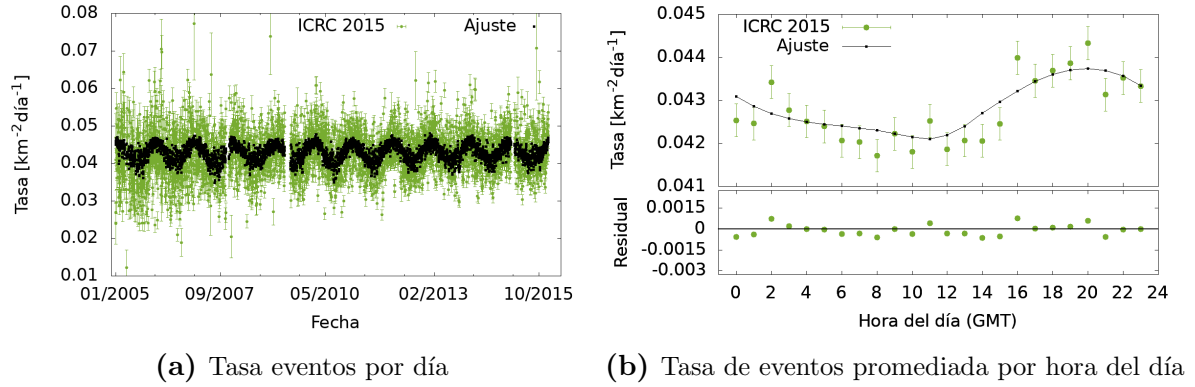 0.08
0.07
0.06
0.05
0.04
0.03
0.02
0.01
Tasa [km-2día-1]
ICRC 2015 Ajuste
01/2005 09/2007 05/2010 02/2013 10/2015
Fecha
(a) Tasa eventos por día
0.045
0.044
0.043
0.042
0.041
Tasa [km-2día-1]
ICRC 2015
Ajuste
0.0015
0
-0.0015
-0.003
Residual
0 2 4 6 8 10 12 14 16 18 20 22 24
Hora del día (GMT)
(b) Tasa de eventos promediada por hora del día